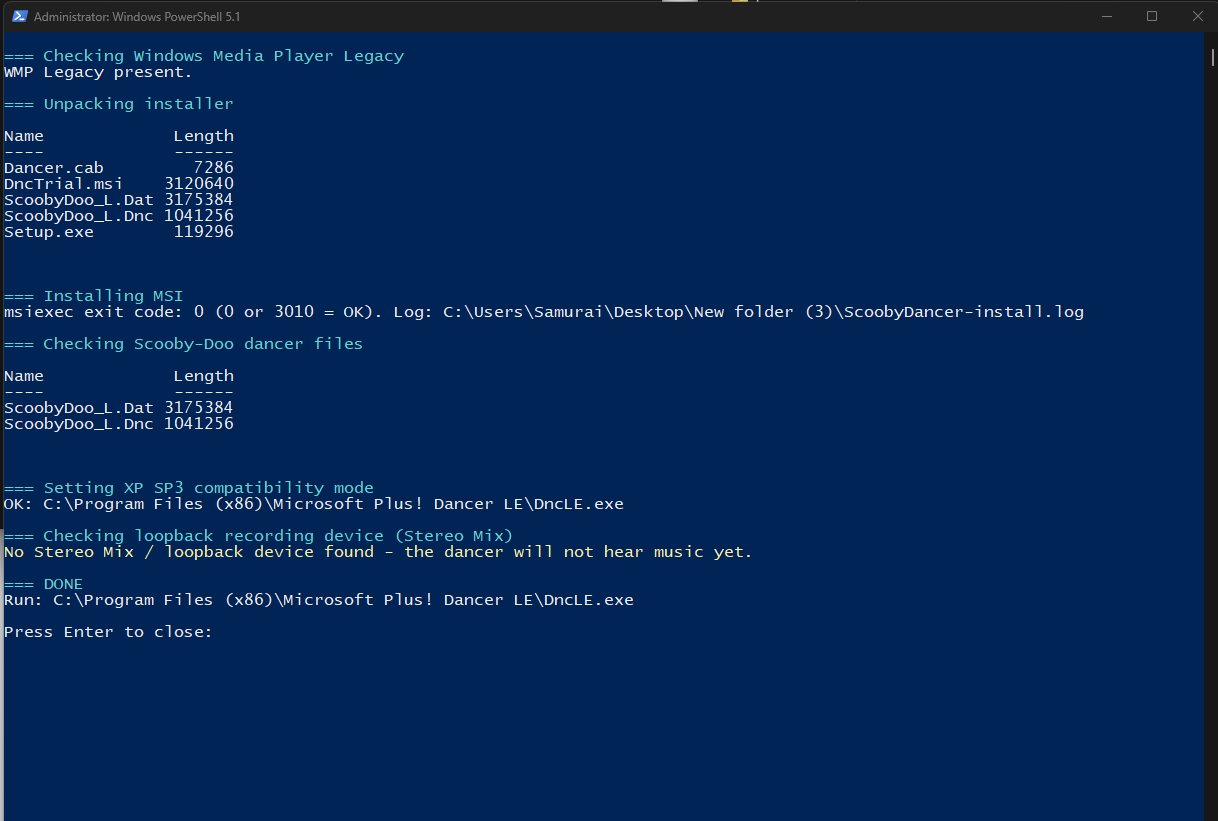 Administrator: Windows PowerShell 5.1
=== Checking Windows Media Player Legacy
WMP Legacy present.
=== Unpacking installer
Name             Length
----             ------
Dancer.cab         7286
DncTrial.msi    3120640
ScoobyDoo_L.Dat 3175384
ScoobyDoo_L.Dnc 1041256
Setup.exe        119296
=== Installing MSI
msiexec exit code: 0 (0 or 3010 = OK). Log: C:\Users\Samurai\Desktop\New folder (3)\ScoobyDancer-install.log
=== Checking Scooby-Doo dancer files
Name             Length
----             ------
ScoobyDoo_L.Dat 3175384
ScoobyDoo_L.Dnc 1041256
=== Setting XP SP3 compatibility mode
OK: C:\Program Files (x86)\Microsoft Plus! Dancer LE\DncLE.exe
=== Checking loopback recording device (Stereo Mix)
No Stereo Mix / loopback device found - the dancer will not hear music yet.
=== DONE
Run: C:\Program Files (x86)\Microsoft Plus! Dancer LE\DncLE.exe
Press Enter to close: